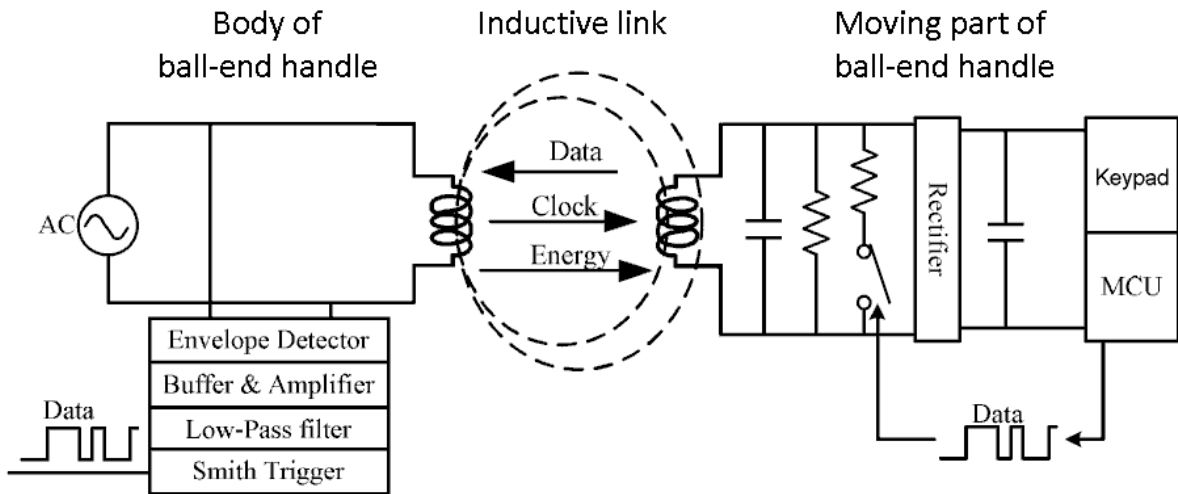 Body of
ball-end handle
Inductive link
Moving part of
ball-end handle
Data
Clock
Energy
AC
Rectifier
Keypad
MCU
Envelope Detector
Buffer & Amplifier
Low-Pass filter
Smith Trigger
Data
Data